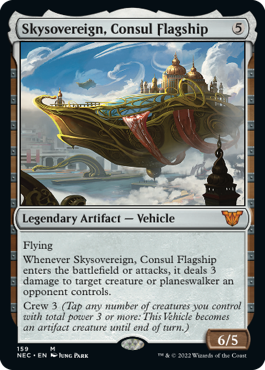 Skysovereign, Consul Flagship 5
Legendary Artifact — Vehicle
Flying
Whenever Skysovereign, Consul Flagship
enters the battlefield or attacks, it deals 3
damage to target creature or planeswalker an
opponent controls.
Crew 3 (Tap any number of creatures you
control with total power 3 or more: This Vehicle becomes
an artifact creature until end of turn.)
6/5
159 M
NEC • EN Jung Park ™ & © 2022 Wizards of the Coast